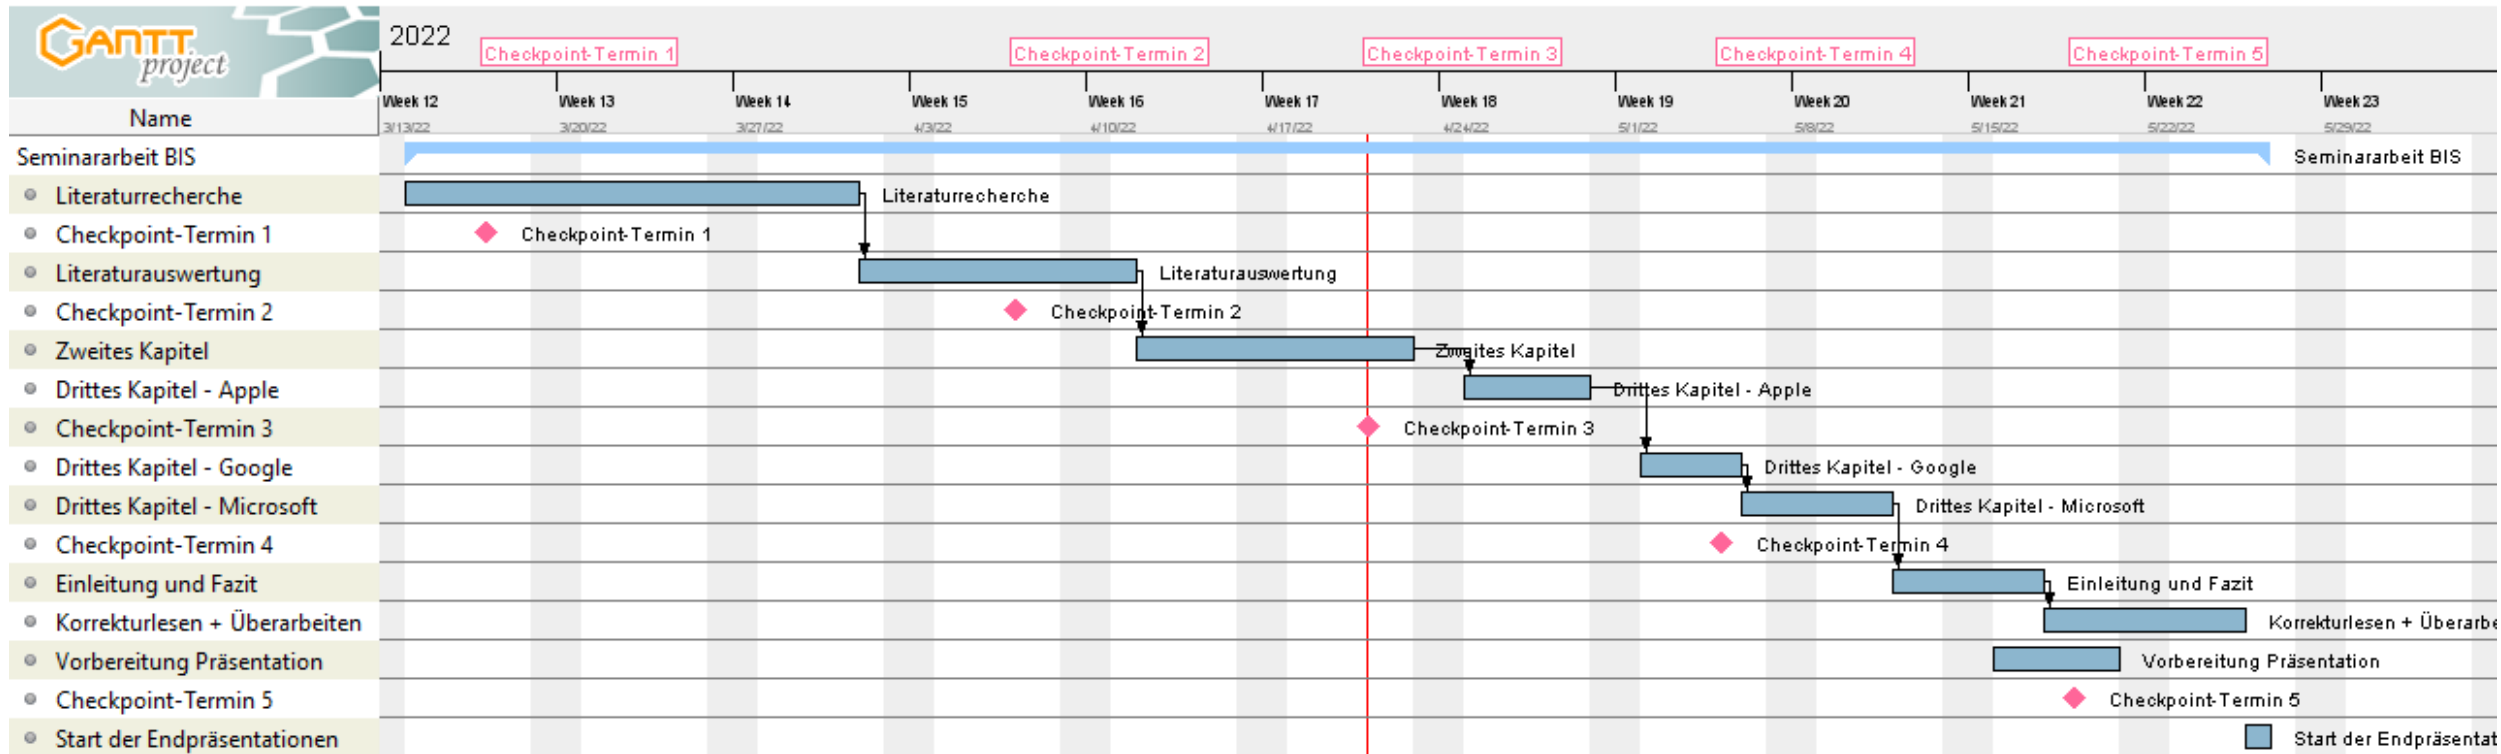 GANTT
project
2022
Checkpoint-Termin 1
Checkpoint-Termin 2
Checkpoint-Termin 3
Checkpoint-Termin 4
Checkpoint-Termin 5
Name
Week 12
Week 13
Week 14
Week 15
Week 16
Week 17
Week 18
Week 19
Week 20
Week 21
Week 22
Week 23
3/13/22
3/20/22
3/27/22
4/3/22
4/10/22
4/17/22
4/24/22
5/1/22
5/8/22
5/15/22
5/22/22
5/29/22
Seminararbeit BIS
Seminararbeit BIS
Literaturrecherche
Literaturrecherche
Checkpoint-Termin 1
Checkpoint-Termin 1
Literaturauswertung
Literaturauswertung
Checkpoint-Termin 2
Checkpoint-Termin 2
Zweites Kapitel
Zweites Kapitel
Drittes Kapitel - Apple
Drittes Kapitel - Apple
Checkpoint-Termin 3
Checkpoint-Termin 3
Drittes Kapitel - Google
Drittes Kapitel - Google
Drittes Kapitel - Microsoft
Drittes Kapitel - Microsoft
Checkpoint-Termin 4
Checkpoint-Termin 4
Einleitung und Fazit
Einleitung und Fazit
Korrekturlesen + Überarbeiten
Korrekturlesen + Überarbe
Vorbereitung Präsentation
Vorbereitung Präsentation
Checkpoint-Termin 5
Checkpoint-Termin 5
Start der Endpräsentationen
Start der Endpräsentat